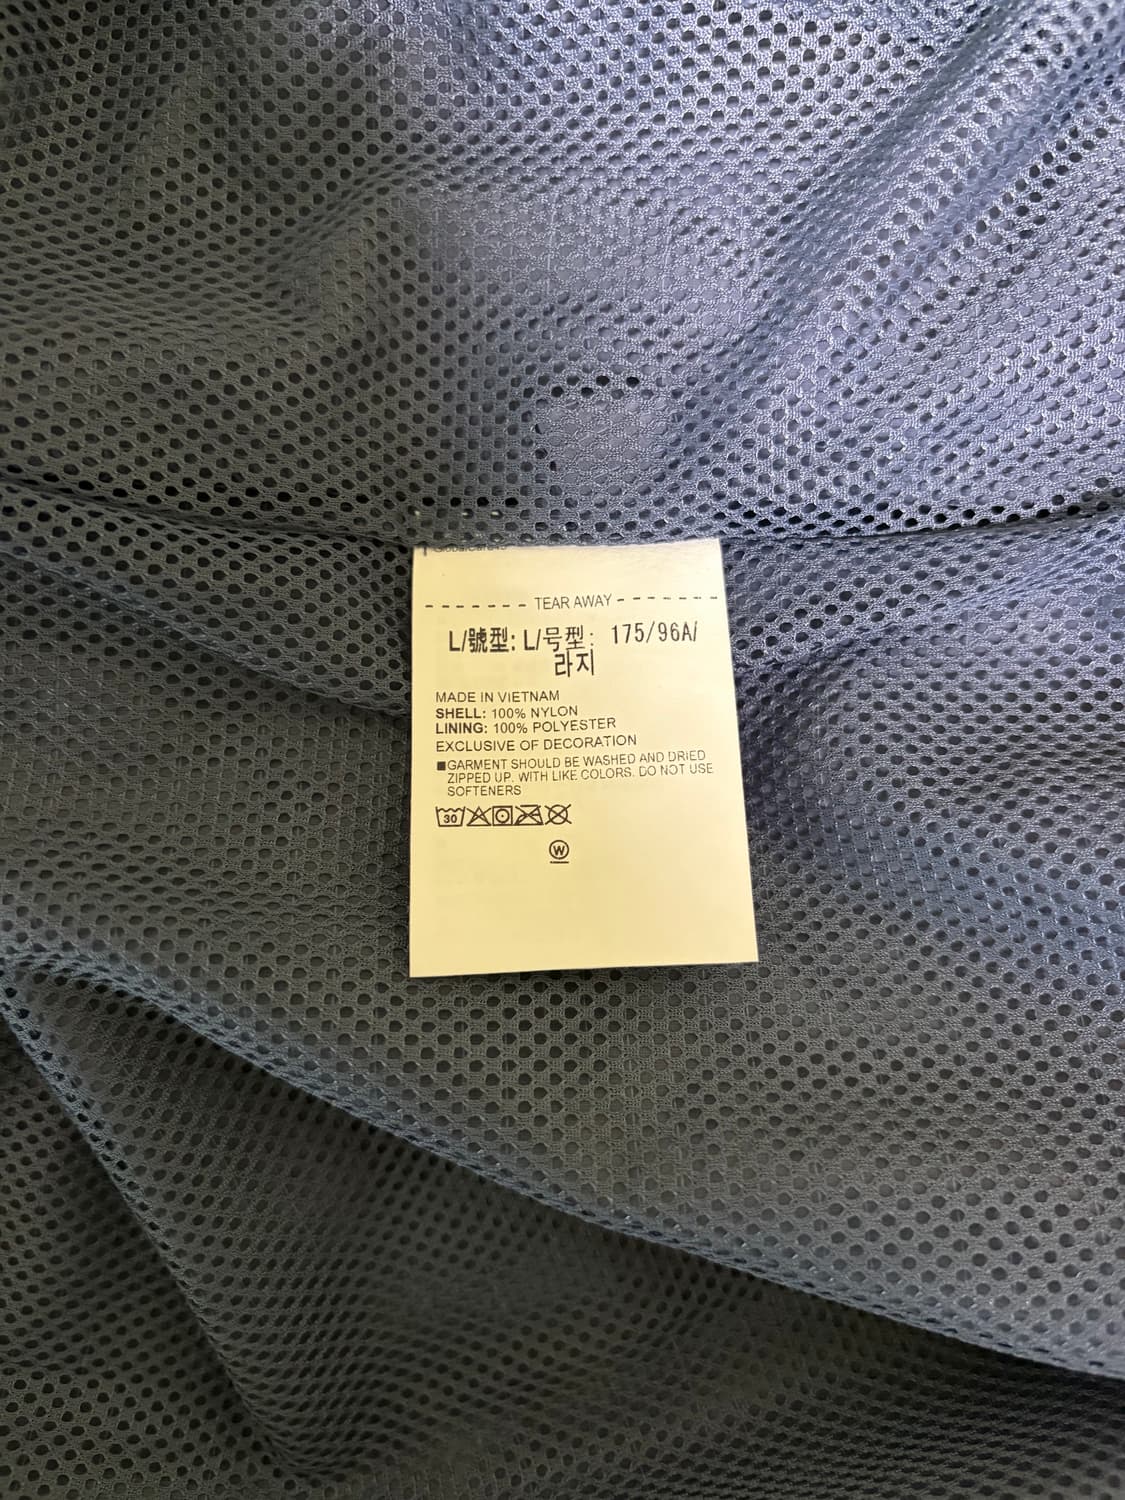 TEAR AWAY
L/號型: L/号型: 175/96A/
라지
MADE IN VIETNAM
SHELL: 100% NYLON
LINING: 100% POLYESTER
EXCLUSIVE OF DECORATION
■GARMENT SHOULD BE WASHED AND DRIED
ZIPPED UP. WITH LIKE COLORS. DO NOT USE
SOFTENERS
30
W